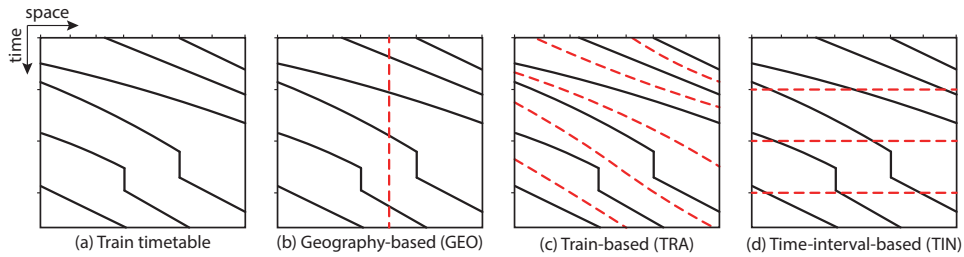 space
time
(a) Train timetable
(b) Geography-based (GEO)
(c) Train-based (TRA)
(d) Time-interval-based (TIN)